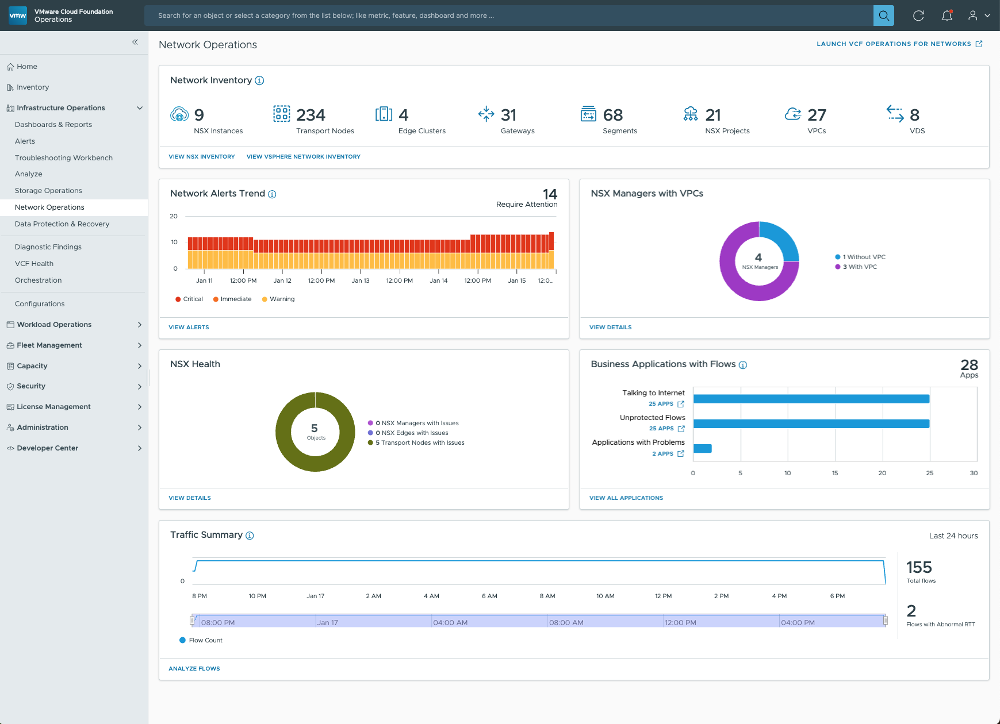 vmw
VMware Cloud Foundation
Operations
Search for an object or select a category from the list below; like metric, feature, dashboard and more ...
Home
Inventory
Infrastructure Operations
Dashboards & Reports
Alerts
Troubleshooting Workbench
Analyze
Storage Operations
Network Operations
Data Protection & Recovery
Diagnostic Findings
VCF Health
Orchestration
Configurations
Workload Operations
Fleet Management
Capacity
Security
License Management
Administration
Developer Center
Network Operations
LAUNCH VCF OPERATIONS FOR NETWORKS
Network Inventory
9
NSX Instances
234
Transport Nodes
4
Edge Clusters
31
Gateways
68
Segments
21
NSX Projects
27
VPCs
8
VDS
VIEW NSX INVENTORY
VIEW VSPHERE NETWORK INVENTORY
Network Alerts Trend
14
Require Attention
20
10
0
Jan 11
12:00 PM
Jan 12
12:00 PM
Jan 13
12:00 PM
Jan 14
12:00 PM
Jan 15
12:0...
Critical
Immediate
Warning
VIEW ALERTS
NSX Managers with VPCs
4
NSX Managers
1 Without VPC
3 With VPC
VIEW DETAILS
NSX Health
5
Objects
0 NSX Managers with Issues
0 NSX Edges with Issues
5 Transport Nodes with Issues
VIEW DETAILS
Business Applications with Flows
28
Apps
Talking to Internet
25 APPS
Unprotected Flows
25 APPS
Applications with Problems
2 APPS
0
5
10
15
20
25
30
VIEW ALL APPLICATIONS
Traffic Summary
Last 24 hours
0
8 PM
10 PM
Jan 17
2 AM
4 AM
6 AM
8 AM
10 AM
12 PM
2 PM
4 PM
6 PM
08:00 PM
Jan 17
04:00 AM
08:00 AM
12:00 PM
04:00 PM
Flow Count
155
Total flows
2
Flows with Abnormal RTT
ANALYZE FLOWS